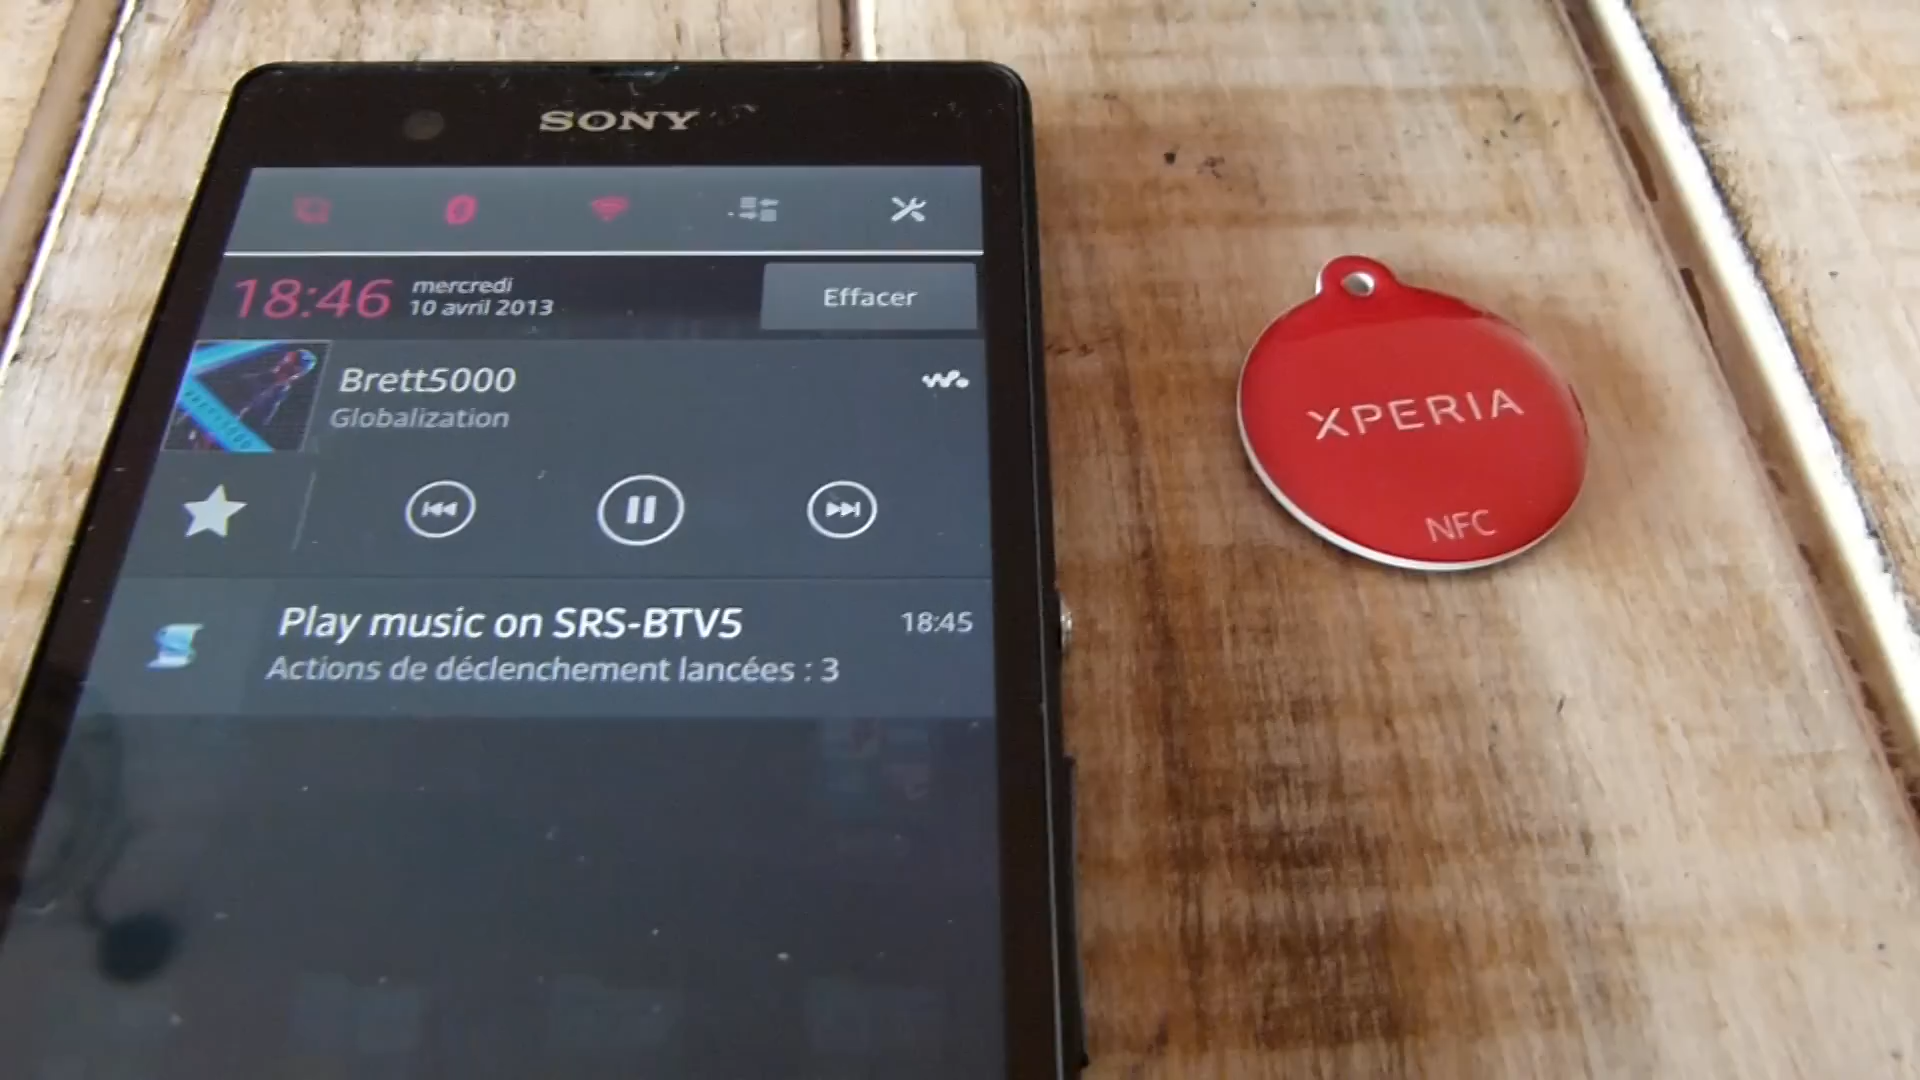 SONY
18:46
mercredi
10 avril 2013
Effacer
Brett5000
Globalization
Play music on SRS-BTV5
18:45
Actions de déclenchement lancées : 3
XPERIA
NFC